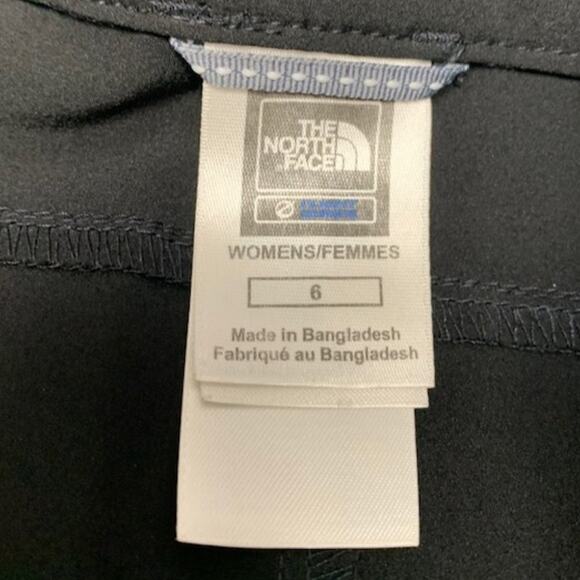 THE
NORTH
FACE
WOMENS/FEMMES
6
Made in Bangladesh
Fabriqué au Bangladesh